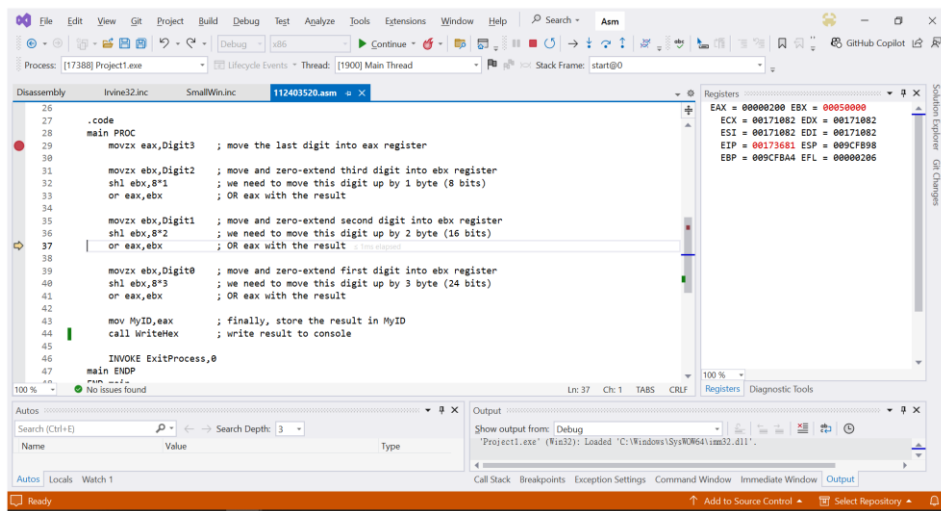 File Edit View Git Project Build Debug Test Analyze Tools Extensions Window Help Search Asm
Debug x86 Continue GitHub Copilot
Process: [17388] Project1.exe Lifecycle Events Thread: [1900] Main Thread Stack Frame: start@0
Disassembly Irvine32.inc SmallWin.inc 112403520.asm
26
27 .code
28 main PROC
29 movzx eax,Digit3 ; move the last digit into eax register
30
31 movzx ebx,Digit2 ; move and zero-extend third digit into ebx register
32 shl ebx,8*1 ; we need to move this digit up by 1 byte (8 bits)
33 or eax,ebx ; OR eax with the result
34
35 movzx ebx,Digit1 ; move and zero-extend second digit into ebx register
36 shl ebx,8*2 ; we need to move this digit up by 2 byte (16 bits)
37 or eax,ebx ; OR eax with the result
38
39 movzx ebx,Digit0 ; move and zero-extend first digit into ebx register
40 shl ebx,8*3 ; we need to move this digit up by 3 byte (24 bits)
41 or eax,ebx ; OR eax with the result
42
43 mov MyID,eax ; finally, store the result in MyID
44 call WriteHex ; write result to console
45
46 INVOKE ExitProcess,0
47 main ENDP
100 % No issues found Ln: 37 Ch: 1 TABS CRLF
Registers
EAX = 00000200 EBX = 00050000
ECX = 00171082 EDX = 00171082
ESI = 00171082 EDI = 00171082
EIP = 00173681 ESP = 009CFB98
EBP = 009CFBA4 EFL = 00000206
100 %
Registers Diagnostic Tools
Solution Explorer
Git Changes
Autos
Search (Ctrl+E) Search Depth: 3
Name Value Type
Autos Locals Watch 1
Output
Show output from: Debug
'Project1.exe' (Win32): Loaded 'C:\Windows\SysWOW64\imm32.dll'.
Call Stack Breakpoints Exception Settings Command Window Immediate Window Output
Ready Add to Source Control Select Repository